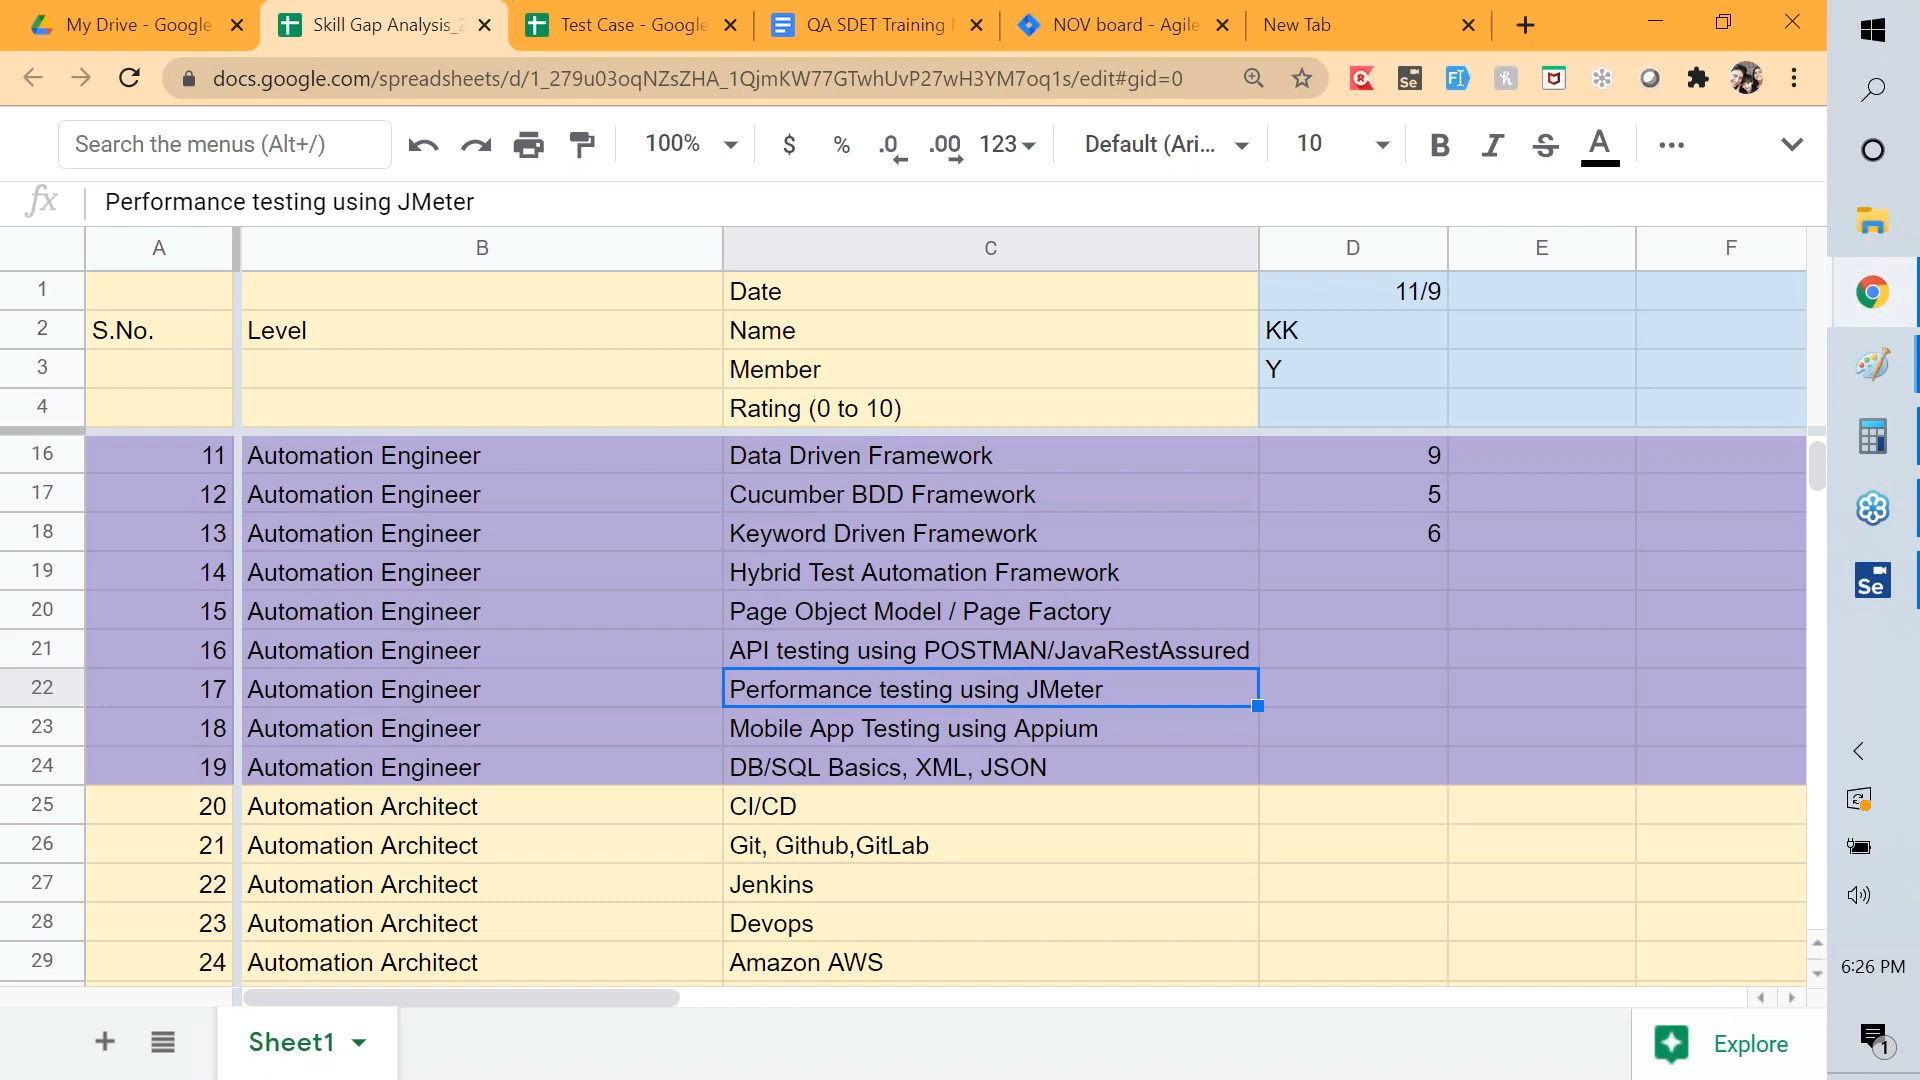 My Drive - Google
Skill Gap Analysis_2
Test Case - Google
QA SDET Training
NOV board - Agile
New Tab
docs.google.com/spreadsheets/d/1_279u03oqNZsZHA_1QjmKW77GTwhUvP27wH3YM7oq1s/edit#gid=0
Search the menus (Alt+/)
100%
$ % .0 .00 123
Default (Ari...
10
B I S A
fx Performance testing using JMeter
A B C D E F
1 Date 11/9
2 S.No. Level Name KK
3 Member Y
4 Rating (0 to 10)
16 11 Automation Engineer Data Driven Framework 9
17 12 Automation Engineer Cucumber BDD Framework 5
18 13 Automation Engineer Keyword Driven Framework 6
19 14 Automation Engineer Hybrid Test Automation Framework
20 15 Automation Engineer Page Object Model / Page Factory
21 16 Automation Engineer API testing using POSTMAN/JavaRestAssured
22 17 Automation Engineer Performance testing using JMeter
23 18 Automation Engineer Mobile App Testing using Appium
24 19 Automation Engineer DB/SQL Basics, XML, JSON
25 20 Automation Architect CI/CD
26 21 Automation Architect Git, Github,GitLab
27 22 Automation Architect Jenkins
28 23 Automation Architect Devops
29 24 Automation Architect Amazon AWS
Sheet1
Explore
Se
6:26 PM
1